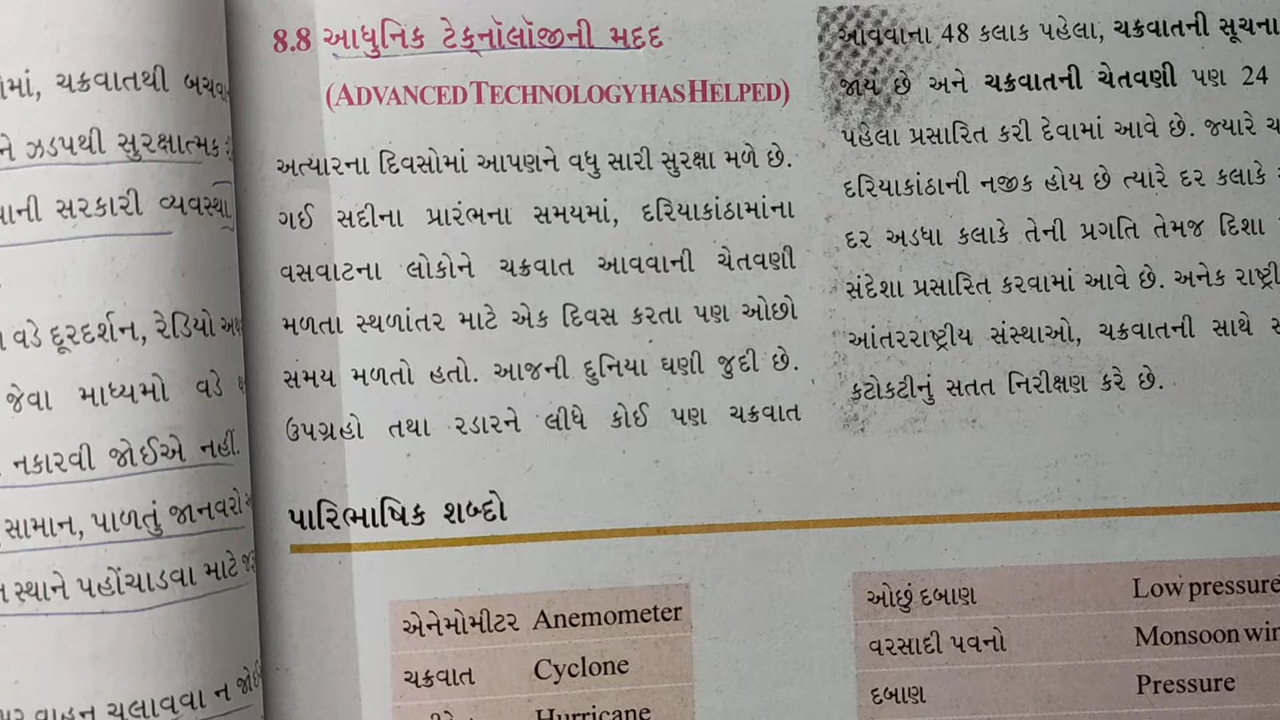 ચક્રવાતથી
ઝડપથી સુરક્ષાત્મક
સરકારી વ્યવસ્થા
વડે દૂરદર્શન, રેડિયો
જેવા માધ્યમો વડે
નકારવી જોઈએ નહીં.
સામાન, પાળતું જાનવરો
સ્થાને પહોંચાડવા માટે
વાહન ચલાવવા ન
8.8 આધુનિક ટેક્નૉલૉજીની મદદ
(ADVANCED TECHNOLOGY HAS HELPED)
અત્યારના દિવસોમાં આપણને વધુ સારી સુરક્ષા મળે છે.
ગઈ સદીના પ્રારંભના સમયમાં, દરિયાકાંઠામાંના
વસવાટના લોકોને ચક્રવાત આવવાની ચેતવણી
મળતા સ્થળાંતર માટે એક દિવસ કરતા પણ ઓછો
સમય મળતો હતો. આજની દુનિયા ઘણી જુદી છે.
ઉપગ્રહો તથા રડારને લીધે કોઈ પણ ચક્રવાત
આવવાના 48 કલાક પહેલા, ચક્રવાતની સૂચના
જાય છે અને ચક્રવાતની ચેતવણી પણ 24
પહેલા પ્રસારિત કરી દેવામાં આવે છે. જ્યારે
દરિયાકાંઠાની નજીક હોય છે ત્યારે દર કલાકે
દર અડધા કલાકે તેની પ્રગતિ તેમજ દિશા
સંદેશા પ્રસારિત કરવામાં આવે છે. અનેક
આંતરરાષ્ટ્રીય સંસ્થાઓ, ચક્રવાતની સાથે
કટોકટીનું સતત નિરીક્ષણ કરે છે.
પારિભાષિક શબ્દો
એનેમોમીટર Anemometer
ચક્રવાત Cyclone
Hurricane
ઓછું દબાણ Low pressure
વરસાદી પવનો Monsoon
દબાણ Pressure